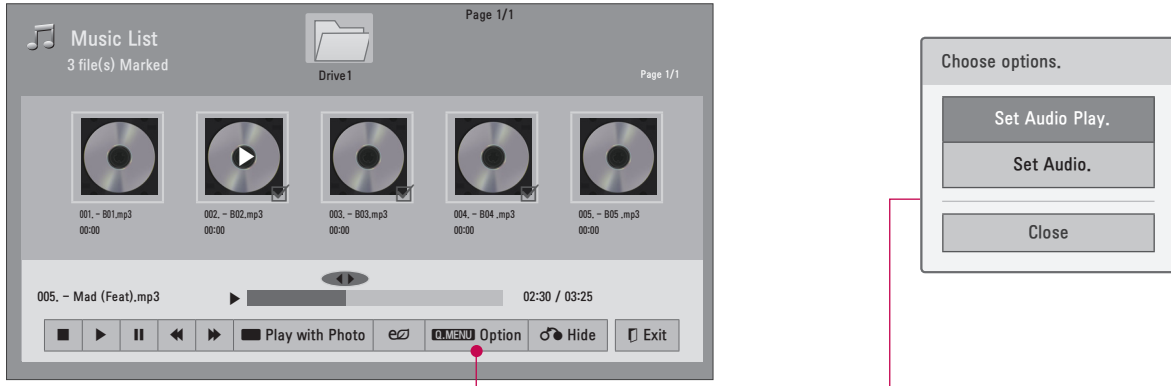 Page 1/1
Music List
3 file(s) Marked
Drive1
Page 1/1
001. - B01.mp3
00:00
002. - B02.mp3
00:00
003. - B03.mp3
00:00
004. - B04 .mp3
00:00
005. - B05 .mp3
00:00
005. - Mad (Feat).mp3
02:30 / 03:25
Play with Photo
Q.MENU Option
Hide
Exit
Choose options.
Set Audio Play.
Set Audio.
Close